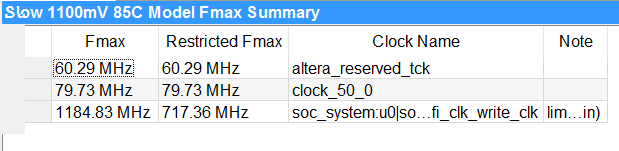 Slow 1100mV 85C Model Fmax Summary
Fmax Restricted Fmax Clock Name Note
60.29 MHz 60.29 MHz altera_reserved_tck
79.73 MHz 79.73 MHz clock_50_0
1184.83 MHz 717.36 MHz soc_system:u0|so...fi_clk_write_clk lim...in)